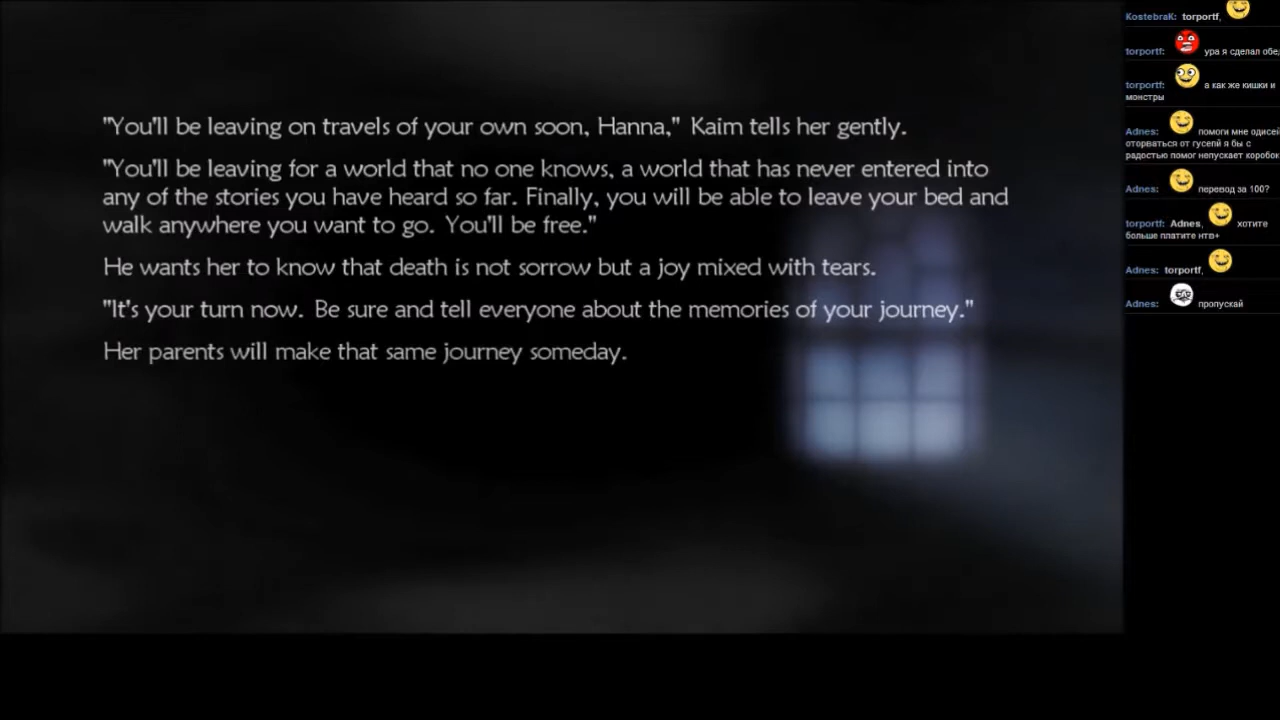 "You'll be leaving on travels of your own soon, Hanna," Kaim tells her gently.
"You'll be leaving for a world that no one knows, a world that has never entered into
any of the stories you have heard so far. Finally, you will be able to leave your bed and
walk anywhere you want to go. You'll be free."
He wants her to know that death is not sorrow but a joy mixed with tears.
"It's your turn now. Be sure and tell everyone about the memories of your journey."
Her parents will make that same journey someday.
KostebraK: torportf,
torportf: ура я сделал обе
torportf: а как же кишки и
монстры
Adnes: помоги мне одисей
оторваться от гусепй я бы с
радостью помог непускает коробок
Adnes: перевод за 100?
torportf: Adnes, хотите
больше платите нтв+
Adnes: torportf,
Adnes: пропускай